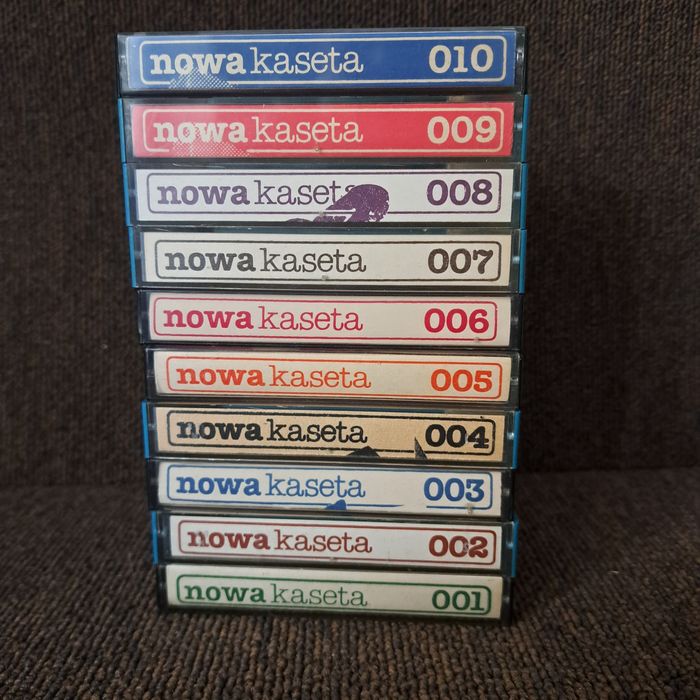 nowa kaseta 010
nowa kaseta 009
nowa kaseta 008
nowa kaseta 007
nowa kaseta 006
nowa kaseta 005
nowa kaseta 004
nowa kaseta 003
nowa kaseta 002
nowa kaseta 001